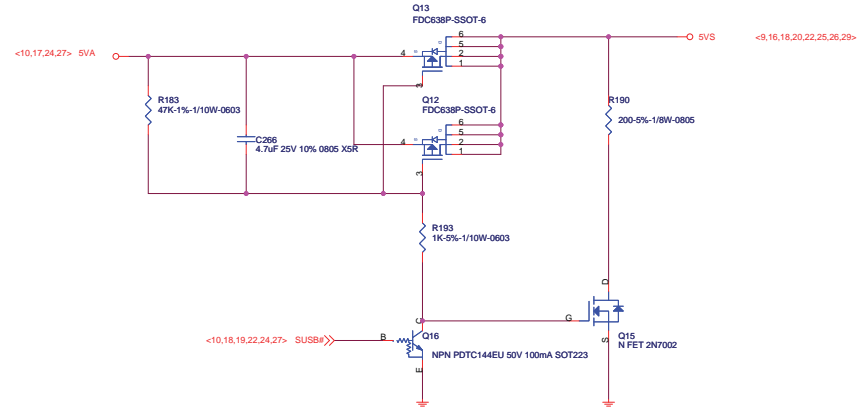 Q13
FDC638P-SSOT-6
<10,17,24,27> 5VA
4
6
5
2
1
3
5VS <9,16,18,20,22,25,26,29>
R183
47K-1%-1/10W-0603
C266
4.7uF 25V 10% 0805 X5R
Q12
FDC638P-SSOT-6
4
6
5
2
1
3
R190
200-5%-1/8W-0805
R193
1K-5%-1/10W-0603
<10,18,19,22,24,27> SUSB#
B
C
E
Q16
NPN PDTC144EU 50V 100mA SOT223
G
D
S
Q15
N FET 2N7002